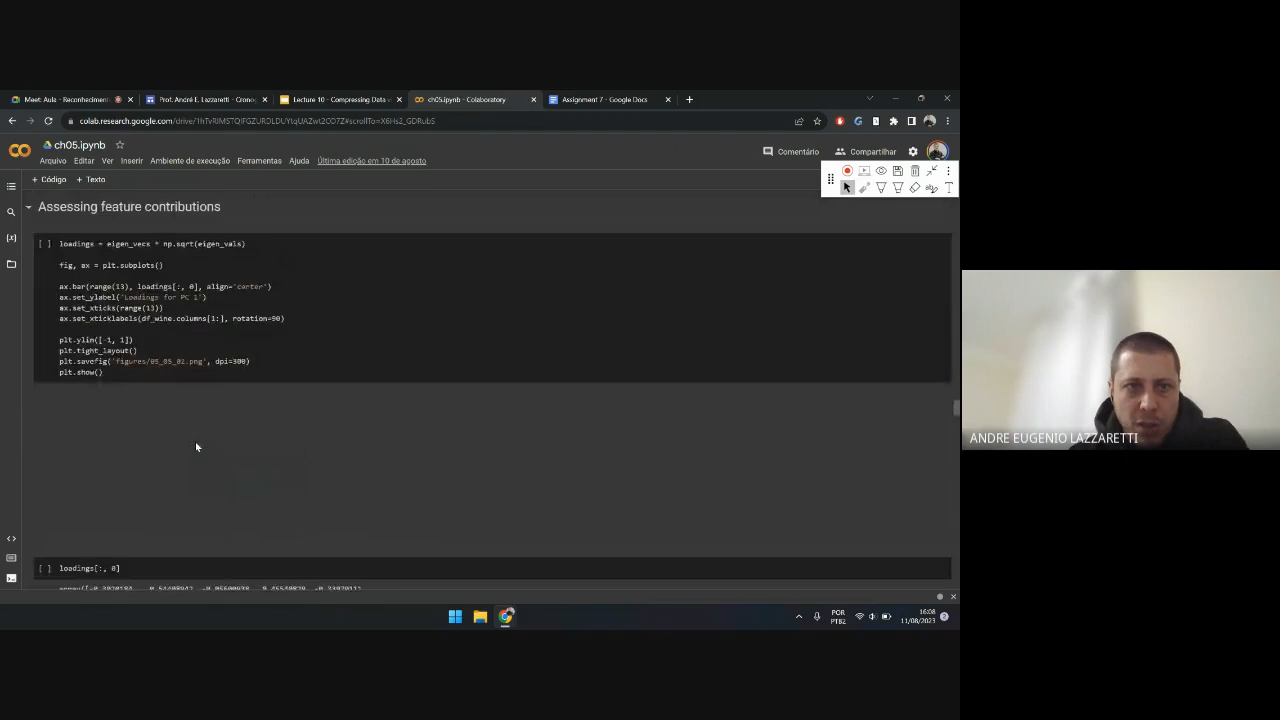 Meet: Aula - Reconheciment
Prof. André E. Lazzaretti - Crono
Lecture 10 - Compressing Data v
ch05.ipynb - Colaboratory
Assignment 7 - Google Docs
ch05.ipynb
Arquivo Editar Ver Inserir Ambiente de execução Ferramentas Ajuda Última edição em 10 de agosto
Comentário
Compartilhar
+ Código + Texto
Assessing feature contributions
[ ] loadings = eigen_vecs * np.sqrt(eigen_vals)
fig, ax = plt.subplots()
ax.bar(range(13), loadings[:, 0], align='center')
ax.set_ylabel('Loadings for PC 1')
ax.set_xticks(range(13))
ax.set_xticklabels(df_wine.columns[1:], rotation=90)
plt.ylim([-1, 1])
plt.tight_layout()
plt.savefig('figures/05_05_02.png', dpi=300)
plt.show()
[ ] loadings[:, 0]
ANDRE EUGENIO LAZZARETTI
POR
PTB2
16:08
11/08/2023